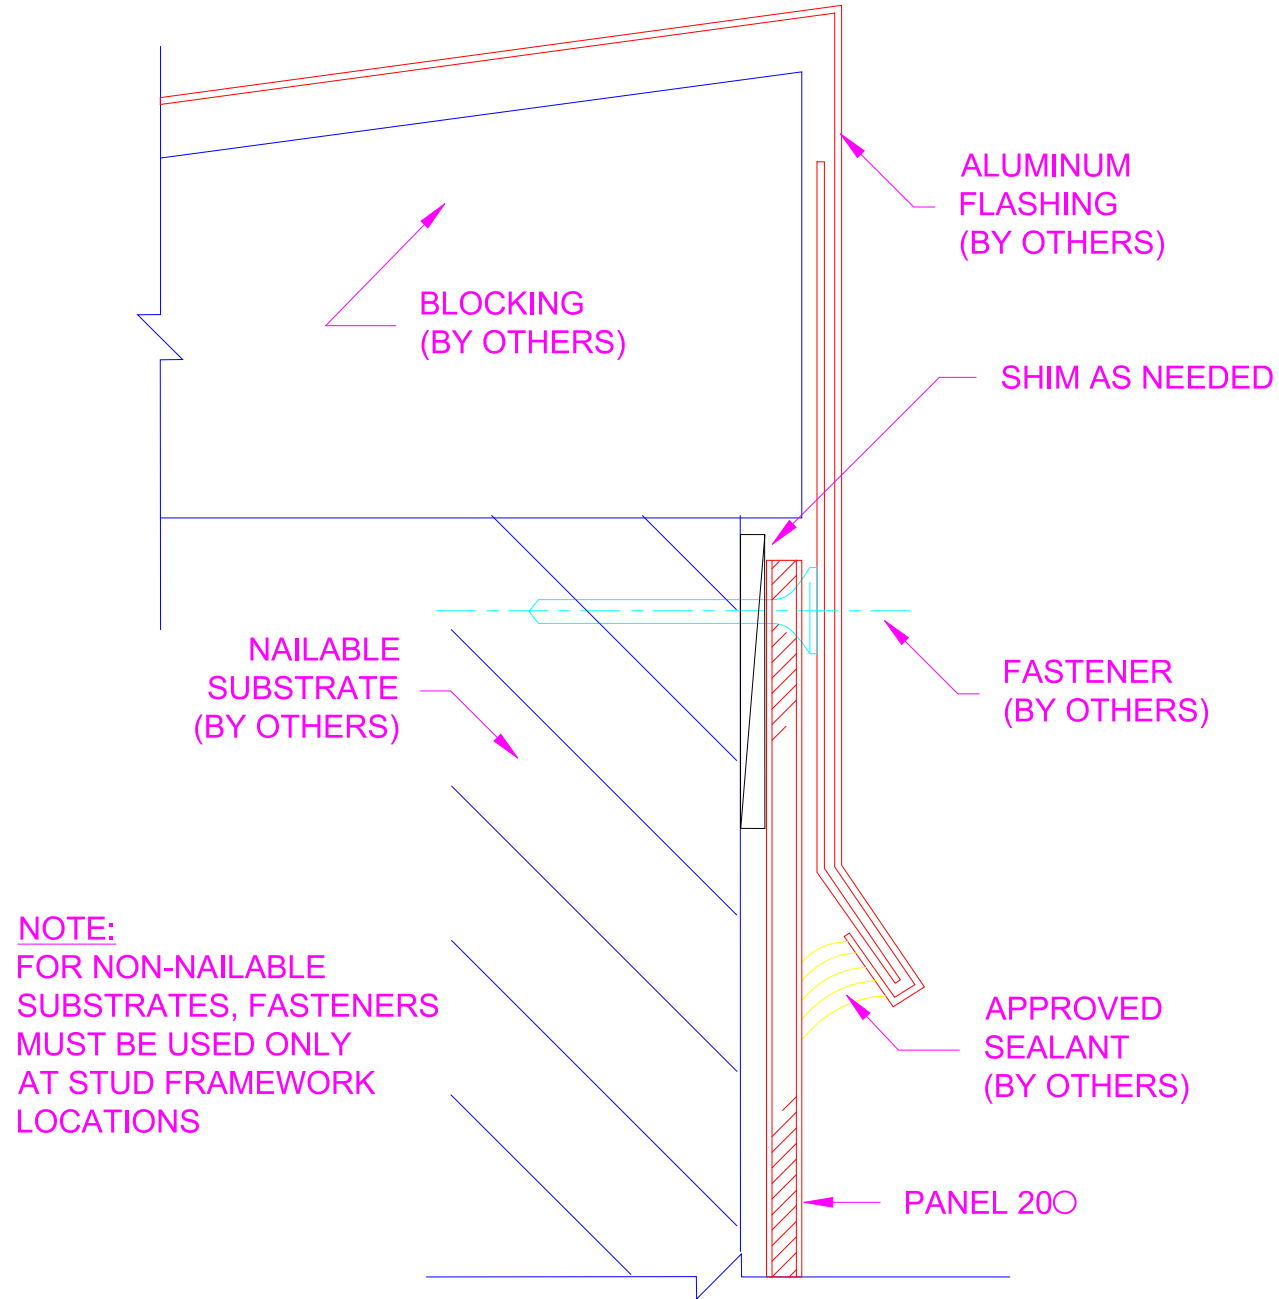 ALUMINUM
FLASHING
(BY OTHERS)
BLOCKING
(BY OTHERS)
SHIM AS NEEDED
NAILABLE
SUBSTRATE
(BY OTHERS)
FASTENER
(BY OTHERS)
NOTE:
FOR NON-NAILABLE
SUBSTRATES, FASTENERS
MUST BE USED ONLY
AT STUD FRAMEWORK
LOCATIONS
APPROVED
SEALANT
(BY OTHERS)
PANEL 20O